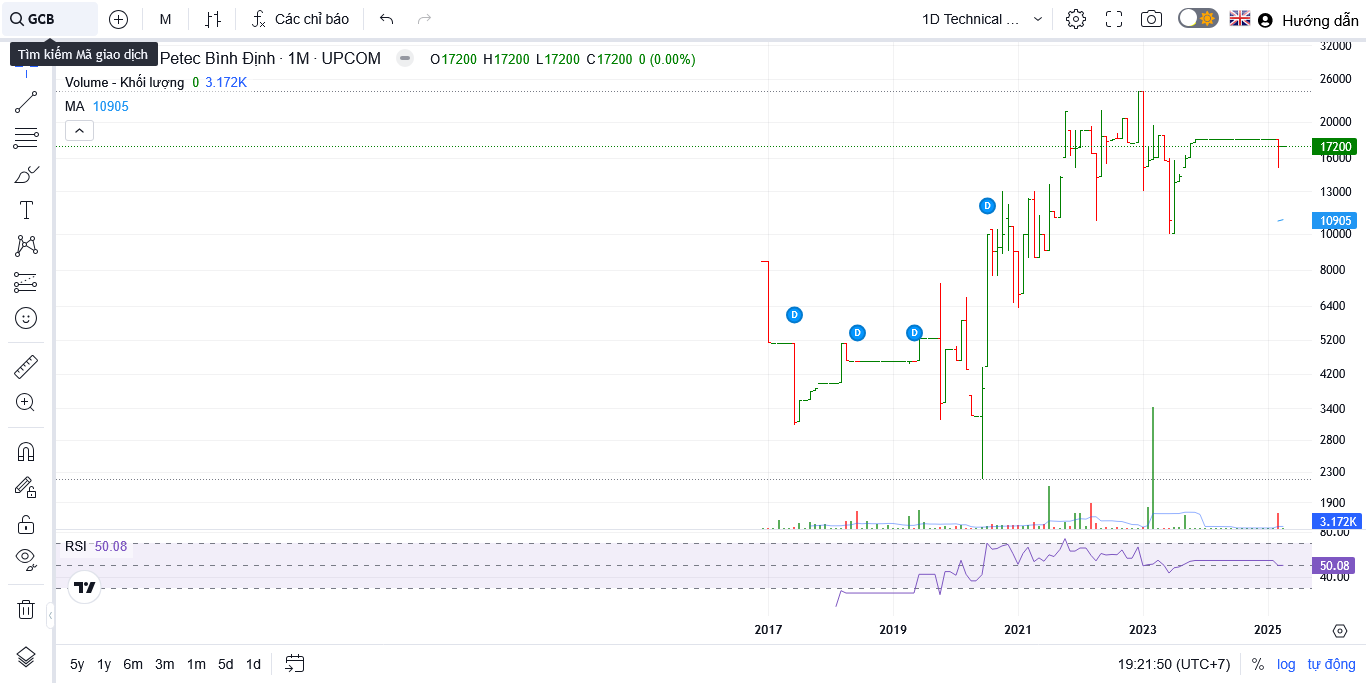 GCB
M
Các chỉ báo
1D Technical ...
Hướng dẫn
Tìm kiếm Mã giao dịch
Petec Bình Định · 1M · UPCOM
O17200 H17200 L17200 C17200 0 (0.00%)
Volume - Khối lượng 0 3.172K
MA 10905
32000
26000
20000
17200
16000
13000
10905
10000
8000
6400
5200
4200
3400
2800
2300
1900
3.172K
D
D
D
D
80.00
RSI 50.08
50.08
40.00
2017
2019
2021
2023
2025
5y 1y 6m 3m 1m 5d 1d
19:21:50 (UTC+7)
% log tự động